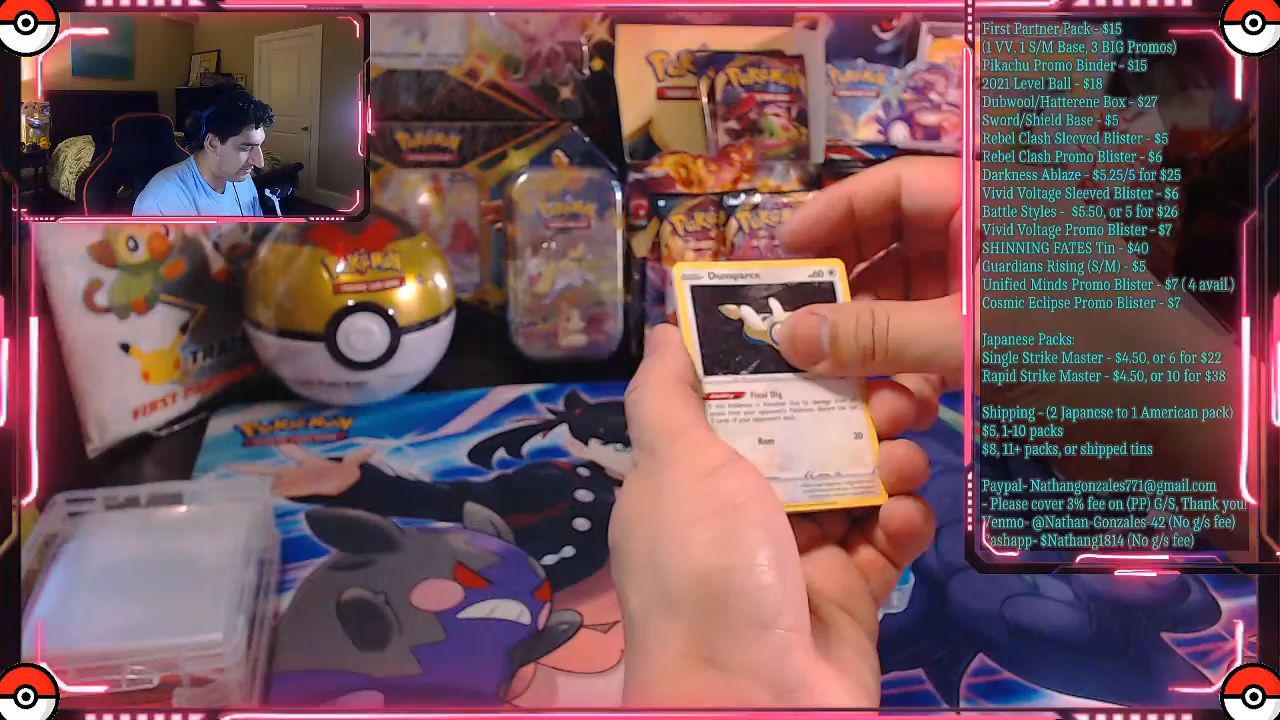 First Partner Pack - $15
(1 VV, 1 S/M Base, 3 BIG Promos)
Pikachu Promo Binder - $15
2021 Level Ball - $18
Dubwool/Hatterene Box - $27
Sword/Shield Base - $5
Rebel Clash Sleeved Blister - $5
Rebel Clash Promo Blister - $6
Darkness Ablaze - $5.25/5 for $25
Vivid Voltage Sleeved Blister - $6
Battle Styles - $5.50, or 5 for $26
Vivid Voltage Promo Blister - $7
SHINNING FATES Tin - $40
Guardians Rising (S/M) - $5
Unified Minds Promo Blister - $7 ( 4 avail.)
Cosmic Eclipse Promo Blister - $7
Japanese Packs:
Single Strike Master - $4.50, or 6 for $22
Rapid Strike Master - $4.50, or 10 for $38
Shipping - (2 Japanese to 1 American pack)
$5, 1-10 packs
$8, 11+ packs, or shipped tins
Paypal- Nathangonzales771@gmail.com
- Please cover 3% fee on (PP) G/S, Thank you!
Venmo- @Nathan-Gonzales-42 (No g/s fee)
Cashapp- $Nathang1814 (No g/s fee)
Pokémon
Pokémon
Pokémon
Pokémon
Pokémon
FIRST
Dunsparce
60
Ability Final Dig
Ram 20